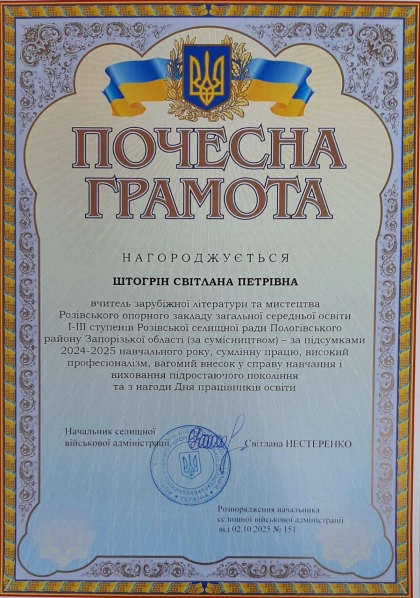 ПОЧЕСНА
ГРАМОТА
НАГОРОДЖУЄТЬСЯ
ШТОГРІН СВІТЛАНА ПЕТРІВНА
вчитель зарубіжної літератури та мистецтва
Розівського опорного закладу загальної середньої освіти
І-ІІІ ступенів Розівської селищної ради Пологівського
району Запорізької області (за сумісництвом) – за підсумками
2024-2025 навчального року, сумлінну працю, високий
професіоналізм, вагомий внесок у справу навчання і
виховання підростаючого покоління
та з нагоди Дня працівників освіти
Начальник селищної
військової адміністрації
Світлана НЕСТЕРЕНКО
УКРАЇНА
Розпорядження начальника
селищної військової адміністрації
від 02.10.2025 № 151